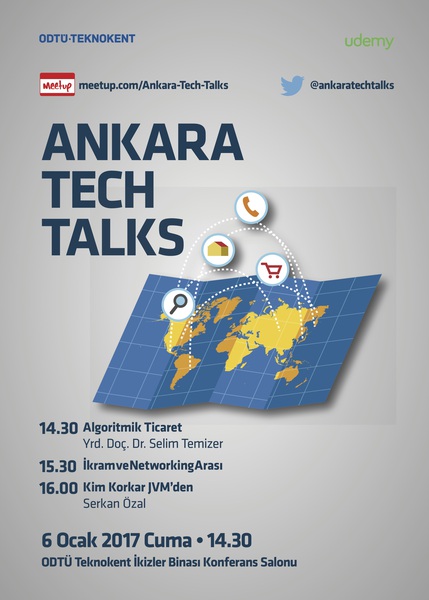 ODTÜ-TEKNOKENT
udemy
Meetup meetup.com/Ankara-Tech-Talks
@ankaratechtalks
ANKARA
TECH
TALKS
14.30 Algoritmik Ticaret
Yrd. Doç. Dr. Selim Temizer
15.30 İkramveNetworkingArası
16.00 Kim Korkar JVM'den
Serkan Özal
6 Ocak 2017 Cuma • 14.30
ODTÜ Teknokent İkizler Binası Konferans Salonu